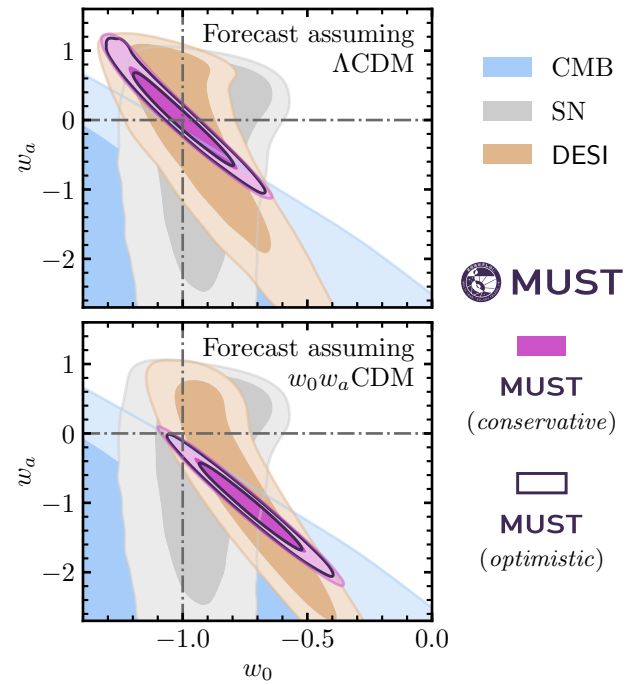 Forecast assuming
ΛCDM
1
0
−1
−2
w_a
CMB
SN
DESI
MUST
MUST
(conservative)
MUST
(optimistic)
Forecast assuming
w_0w_aCDM
1
0
−1
−2
w_a
−1.0
−0.5
0.0
w_0